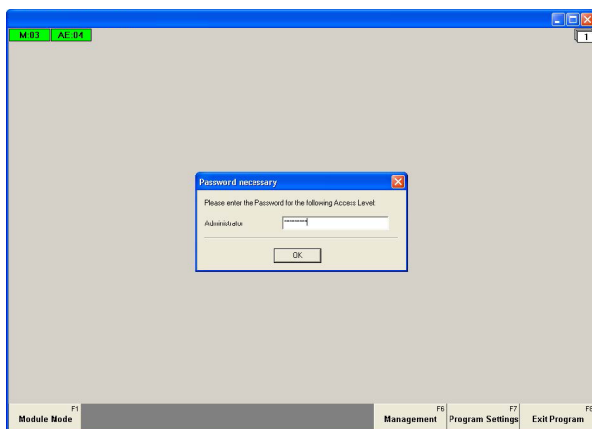 M:03 AE:04
1
Password necessary
Please enter the Password for the following Access Level:
Administrator
OK
F1 F6 F7 F8
Module Node Management Program Settings Exit Program